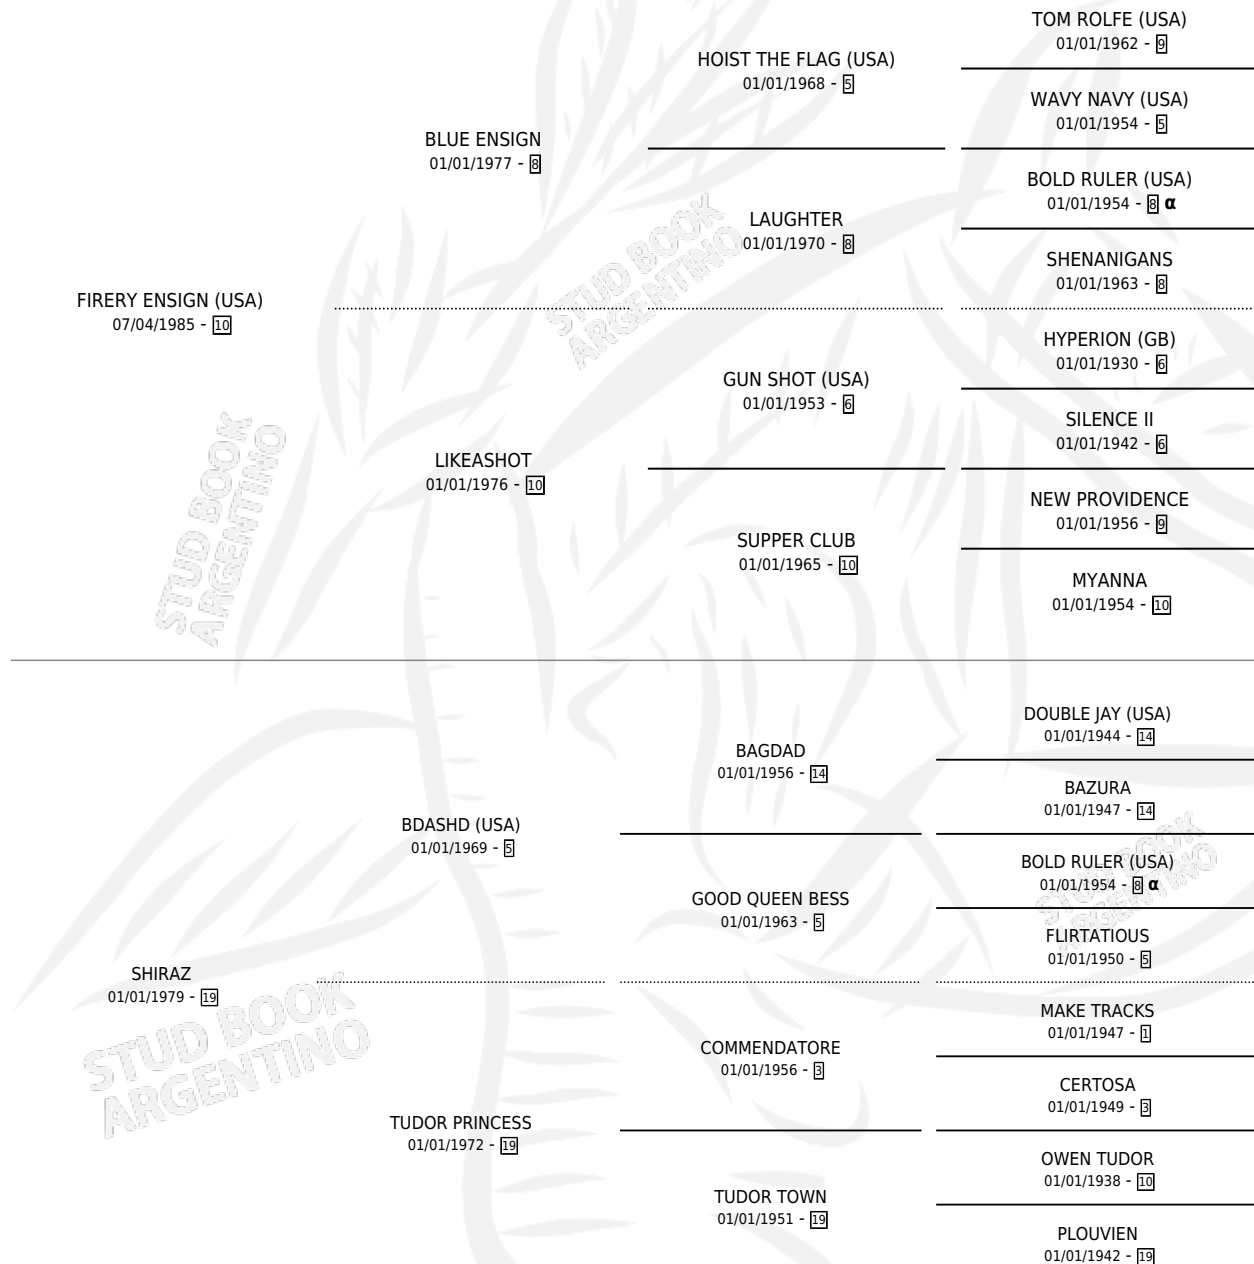 TOM ROLFE (USA)
01/01/1962 - 9
HOIST THE FLAG (USA)
01/01/1968 - 5
WAVY NAVY (USA)
01/01/1954 - 5
BLUE ENSIGN
01/01/1977 - 8
BOLD RULER (USA)
01/01/1954 - 8 α
LAUGHTER
01/01/1970 - 8
SHENANIGANS
01/01/1963 - 8
FIRERY ENSIGN (USA)
07/04/1985 - 10
HYPERION (GB)
01/01/1930 - 6
GUN SHOT (USA)
01/01/1953 - 6
SILENCE II
01/01/1942 - 6
LIKEASHOT
01/01/1976 - 10
NEW PROVIDENCE
01/01/1956 - 9
SUPPER CLUB
01/01/1965 - 10
MYANNA
01/01/1954 - 10
DOUBLE JAY (USA)
01/01/1944 - 14
BAGDAD
01/01/1956 - 14
BAZURA
01/01/1947 - 14
BDASHD (USA)
01/01/1969 - 5
BOLD RULER (USA)
01/01/1954 - 8 α
GOOD QUEEN BESS
01/01/1963 - 5
FLIRTATIOUS
01/01/1950 - 5
SHIRAZ
01/01/1979 - 19
MAKE TRACKS
01/01/1947 - 1
COMMENDATORE
01/01/1956 - 3
CERTOSA
01/01/1949 - 3
TUDOR PRINCESS
01/01/1972 - 19
OWEN TUDOR
01/01/1938 - 10
TUDOR TOWN
01/01/1951 - 19
PLOUVIEN
01/01/1942 - 19
STUD BOOK
ARGENTINO
STUD BOOK
ARGENTINO
STUD BOOK
ARGENTINO
STUD BOOK
ARGENTINO